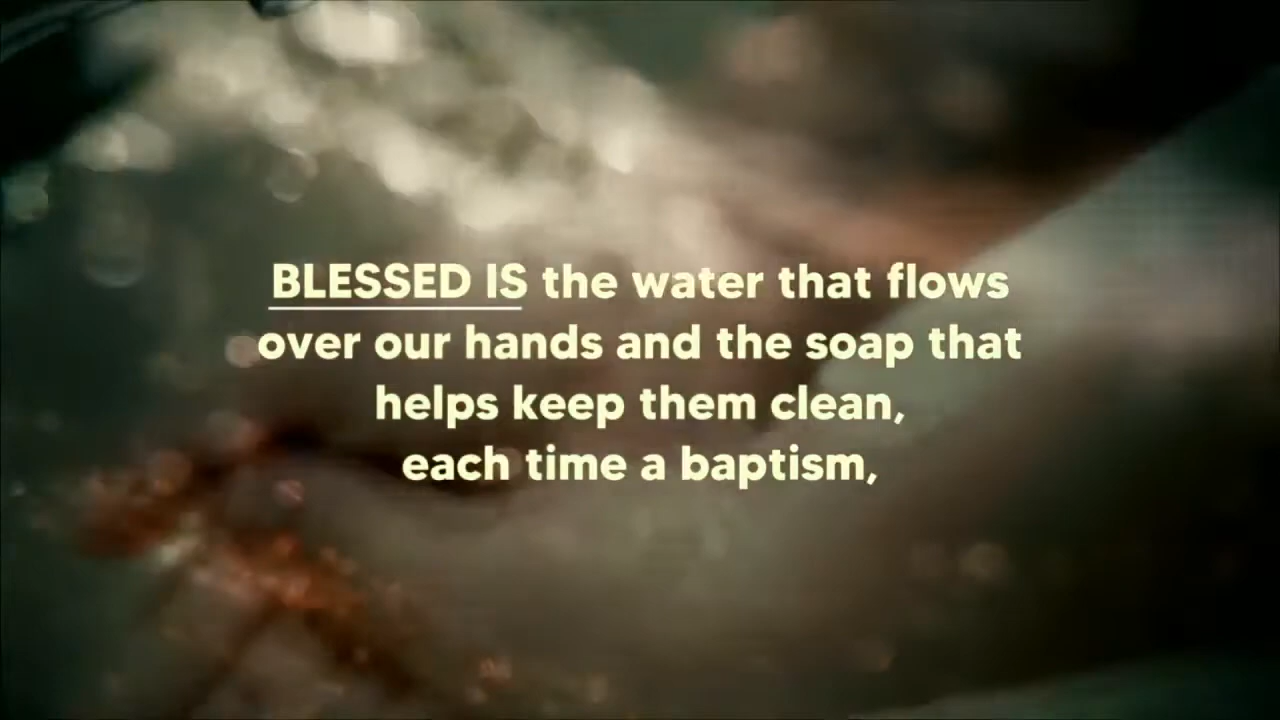 BLESSED IS the water that flows
over our hands and the soap that
helps keep them clean,
each time a baptism,